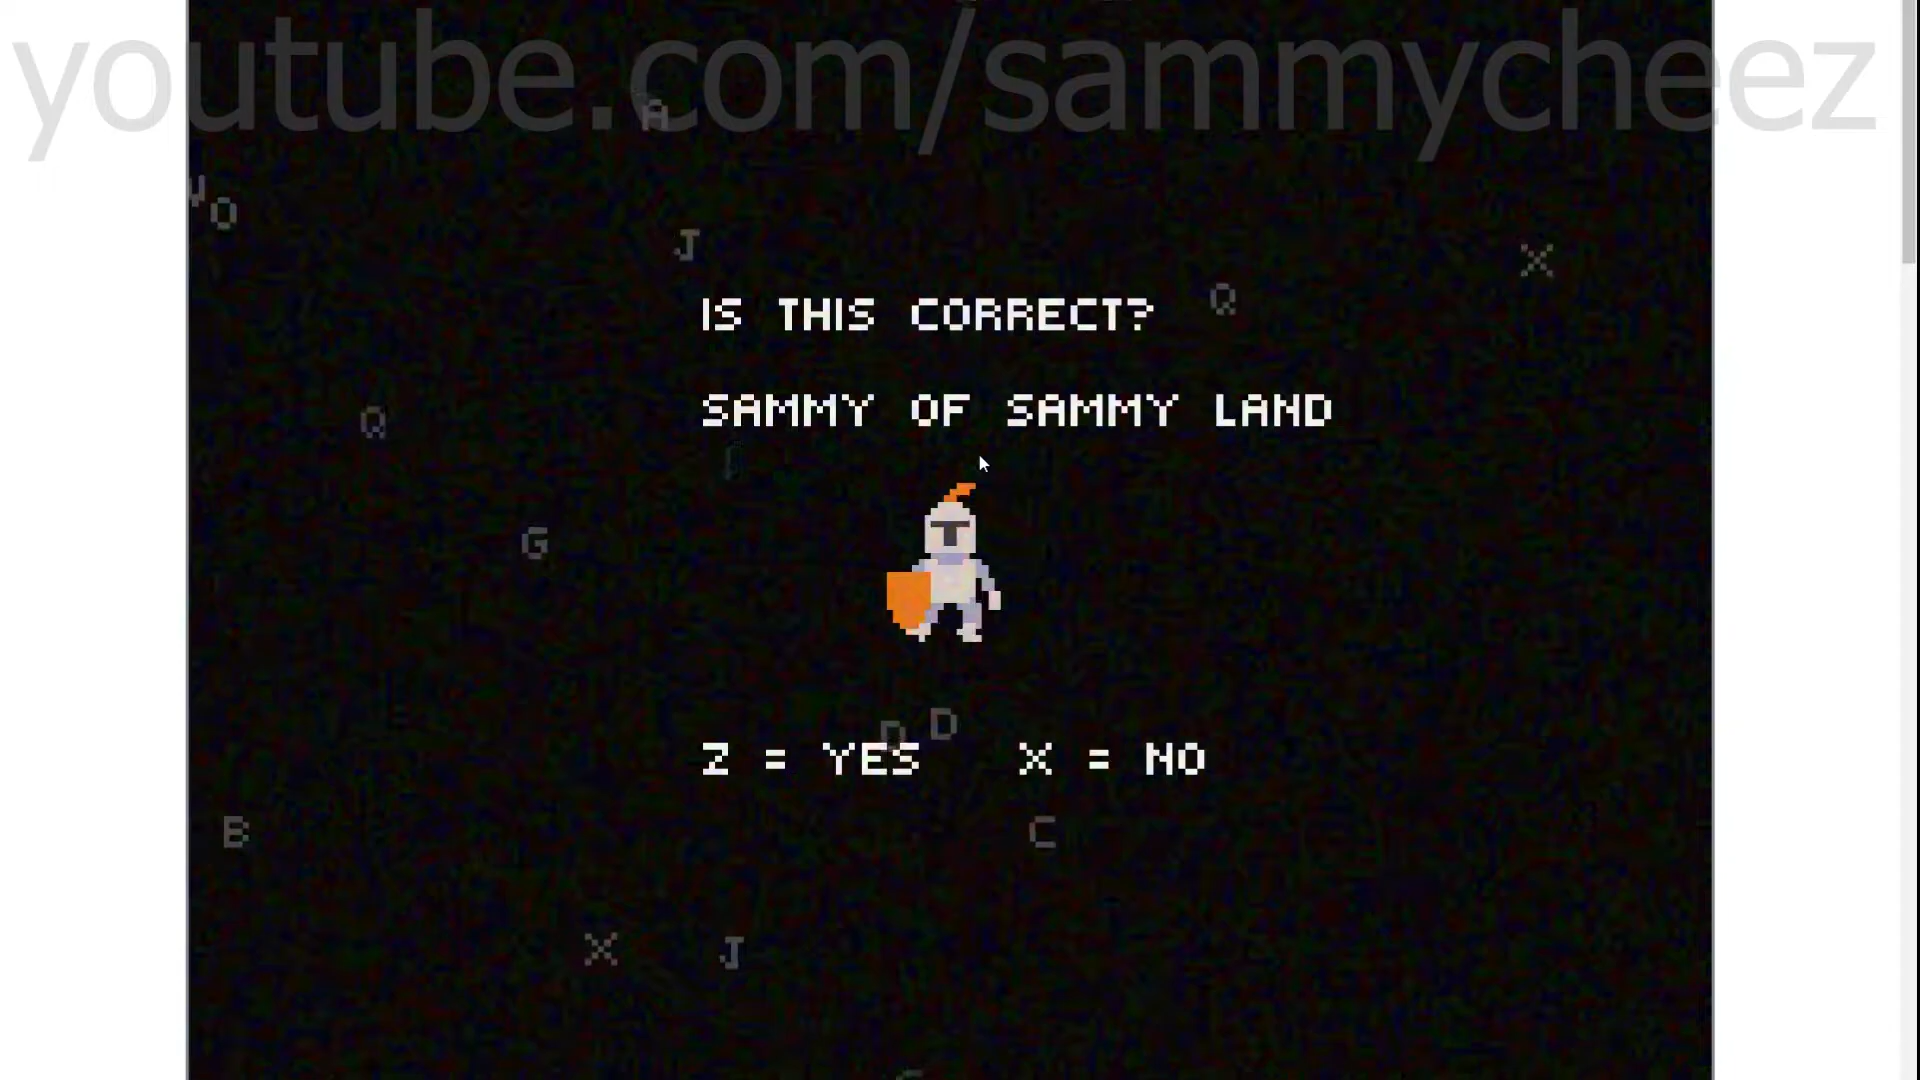 youtube.com/sammycheez
A
W
O
J
X
IS THIS CORRECT?
Q
SAMMY OF SAMMY LAND
Q
G
D
D
Z = YES X = NO
B
C
X
J